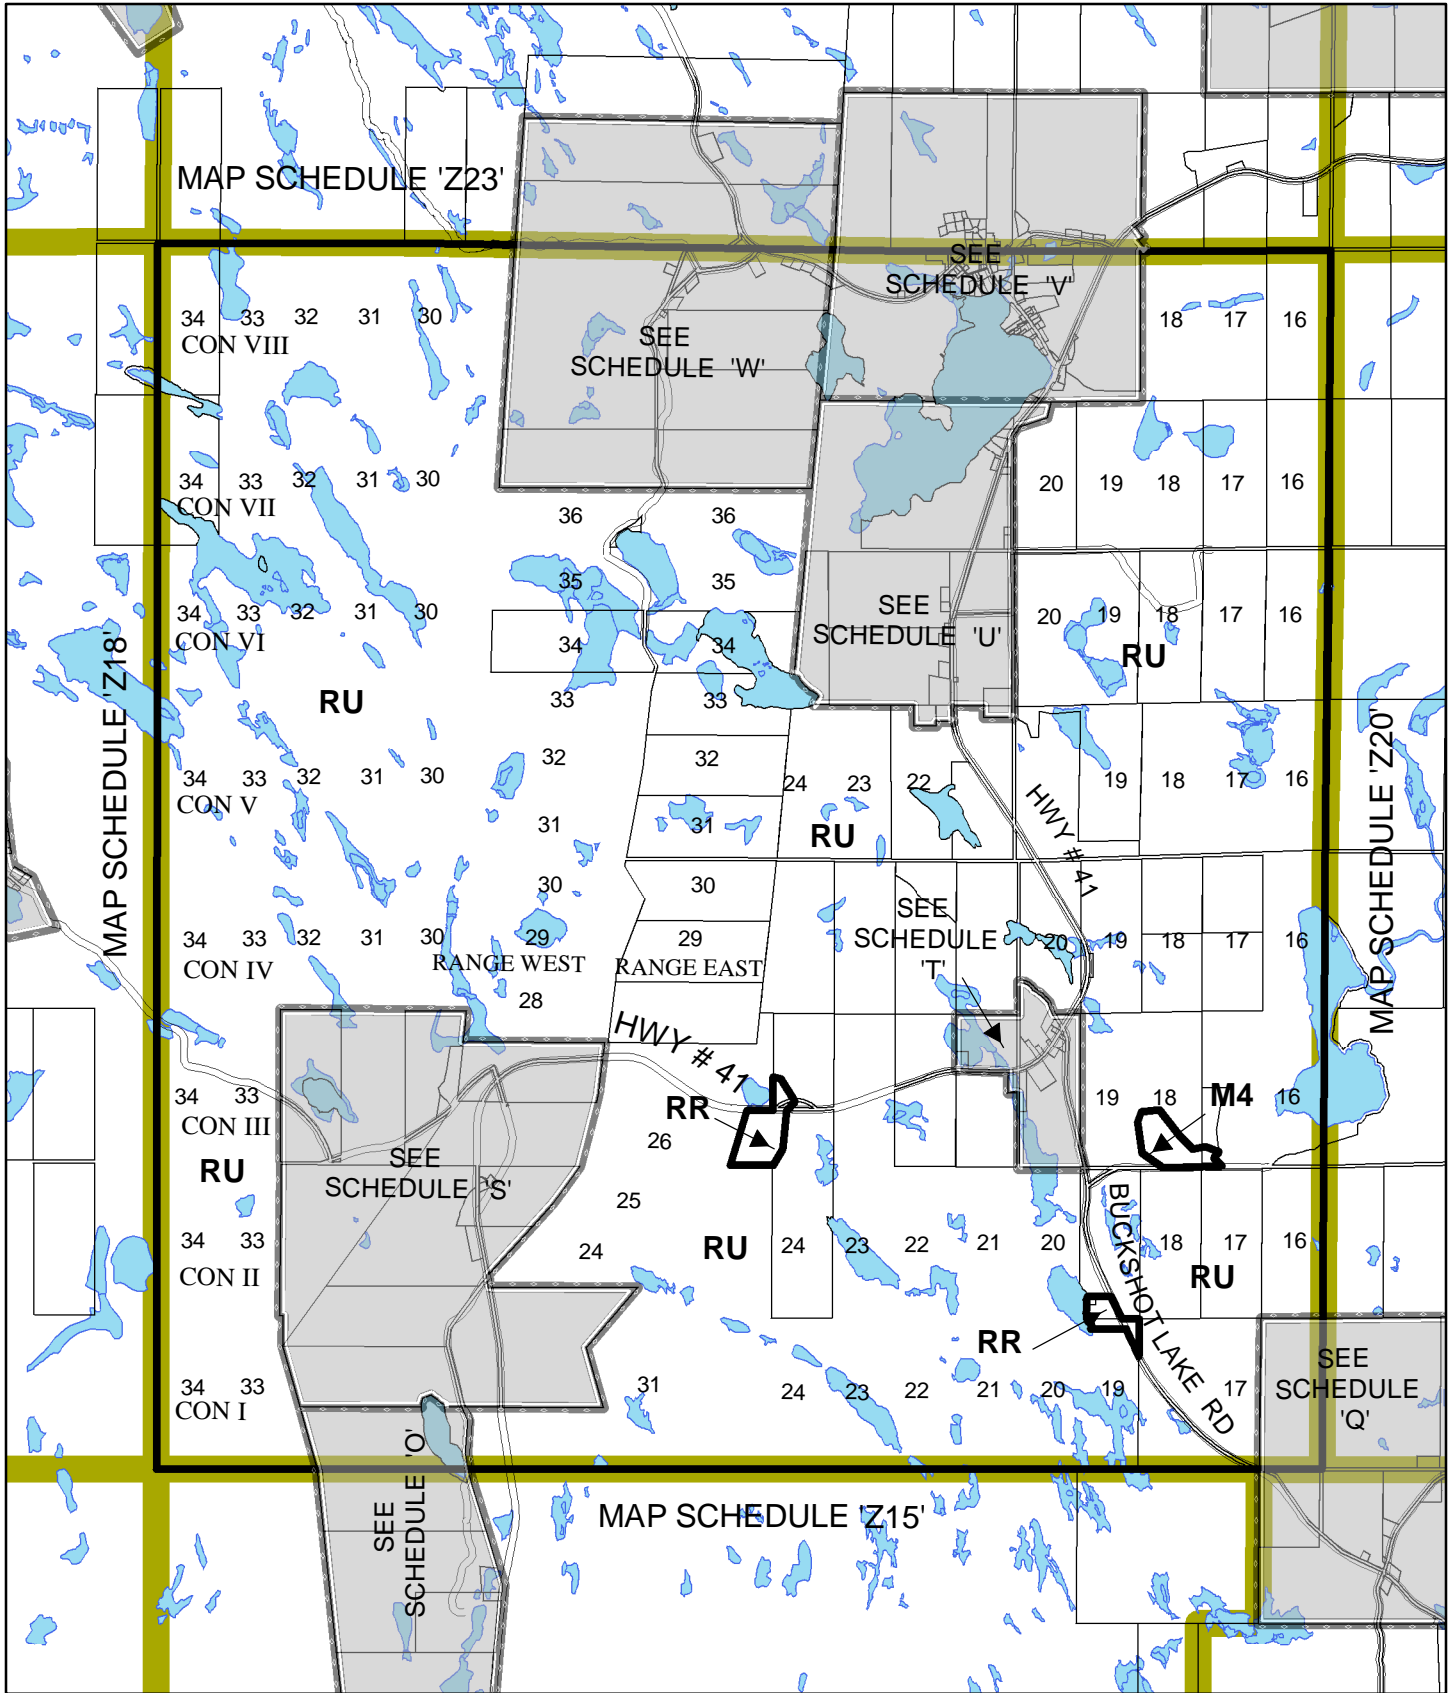 MAP SCHEDULE 'Z23'
SEE
SCHEDULE 'V'
34 33 32 31 30
CON VIII
18 17 16
SEE
SCHEDULE 'W'
34 33 32 31 30
CON VII
20 19 18 17 16
36 36
35 35
34 33 32 31 30
CON VI
SEE
SCHEDULE 'U'
20 19 18 17 16
34 34
RU
RU
33 33
MAP SCHEDULE 'Z18'
MAP SCHEDULE 'Z20'
32 32
34 33 32 31 30
CON V
24 23 22
19 18 17 16
HWY # 41
31 31
RU
30 30
SEE
SCHEDULE
'T'
34 33 32 31 30
CON IV
29 29
RANGE WEST RANGE EAST
20 19 18 17 16
28
HWY # 41
34 33
CON III
RR
19 18 16
M4
26
RU
SEE
SCHEDULE 'S'
25
BUCKSHOT LAKE RD
34 33
CON II
24
RU
24 23 22 21 20
18 17 16
RU
RR
34 33
CON I
31
24 23 22 21 20 19 17
SEE
SCHEDULE
'Q'
SEE
SCHEDULE 'O'
MAP SCHEDULE 'Z15'